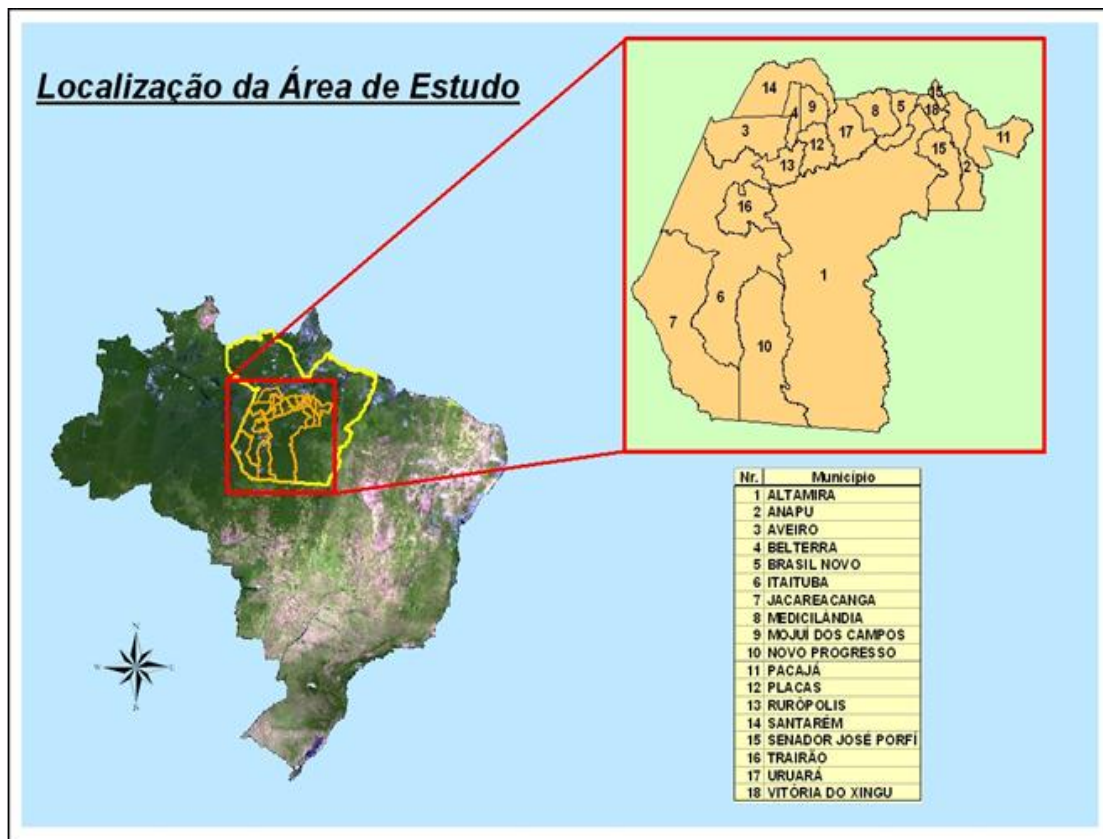 Localização da Área de Estudo
14
15
4
9
8
5
18
3
17
11
12
15
13
2
16
1
6
7
10
Nr. Município
1 ALTAMIRA
2 ANAPU
3 AVEIRO
4 BELTERRA
5 BRASIL NOVO
6 ITAITUBA
7 JACAREACANGA
8 MEDICILÂNDIA
9 MOJUÍ DOS CAMPOS
10 NOVO PROGRESSO
11 PACAJÁ
12 PLACAS
13 RURÓPOLIS
14 SANTARÉM
15 SENADOR JOSÉ PORFÍ
16 TRAIRÃO
17 URUARÁ
18 VITÓRIA DO XINGU